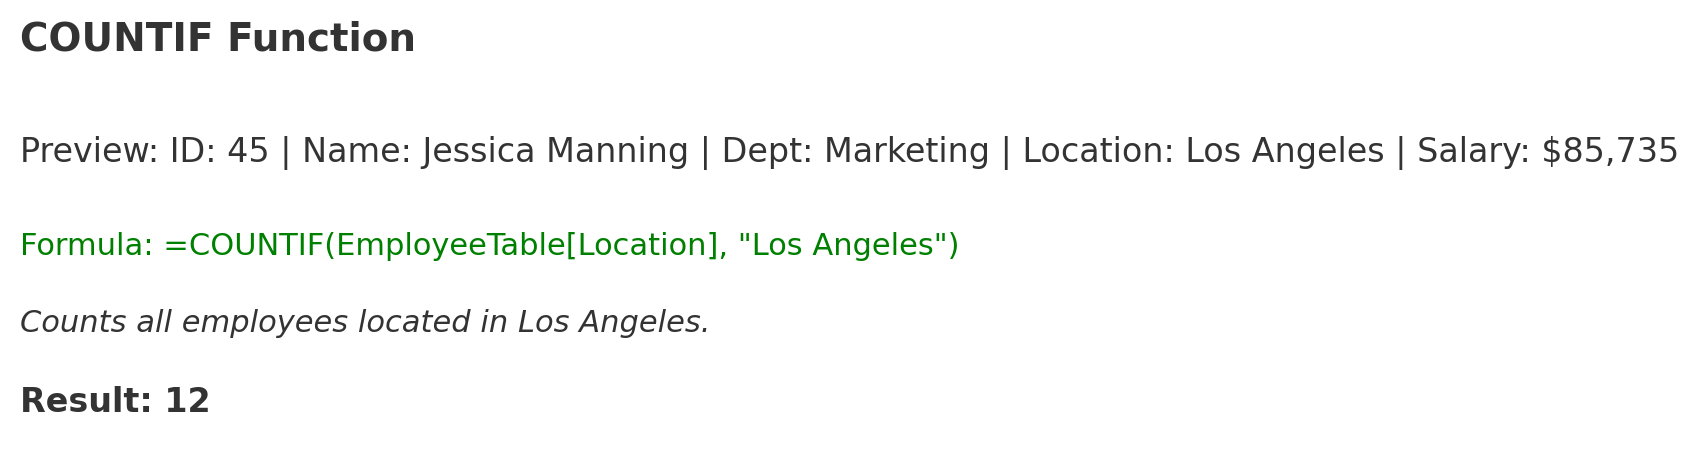 COUNTIF Function
Preview: ID: 45 | Name: Jessica Manning | Dept: Marketing | Location: Los Angeles | Salary: $85,735
Formula: =COUNTIF(EmployeeTable[Location], "Los Angeles")
Counts all employees located in Los Angeles.
Result: 12